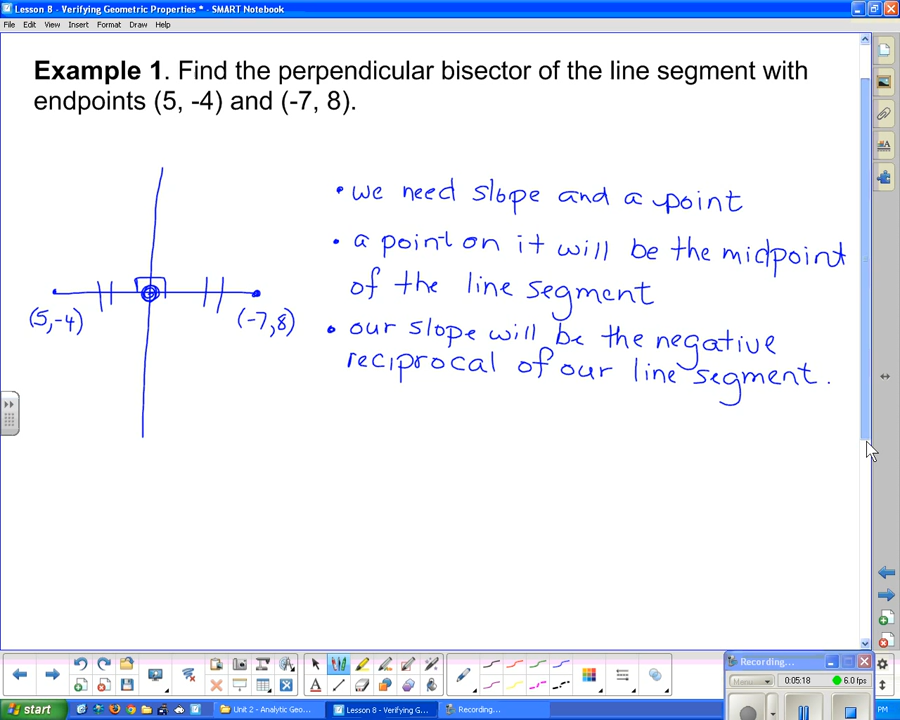 Lesson 8 - Verifying Geometric Properties * - SMART Notebook
File Edit View Insert Format Draw Help
Example 1. Find the perpendicular bisector of the line segment with
endpoints (5, -4) and (-7, 8).
• we need slope and a point
• a point on it will be the midpoint
of the line segment
(5,-4) (-7,8)
• our slope will be the negative
reciprocal of our line segment.
Recording...
Menu
0:05:18 6.0 fps
start Unit 2 - Analytic Geo... Lesson 8 - Verifying G... Recording... PM